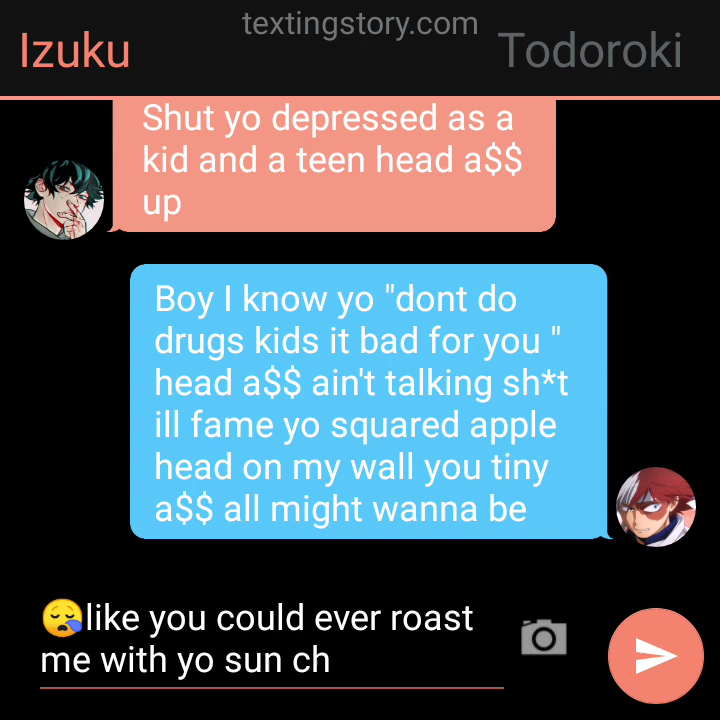 textingstory.com
Izuku
Todoroki
Shut yo depressed as a
kid and a teen head a$$
up
Boy I know yo "dont do
drugs kids it bad for you "
head a$$ ain't talking sh*t
ill fame yo squared apple
head on my wall you tiny
a$$ all might wanna be
😪like you could ever roast
me with yo sun ch